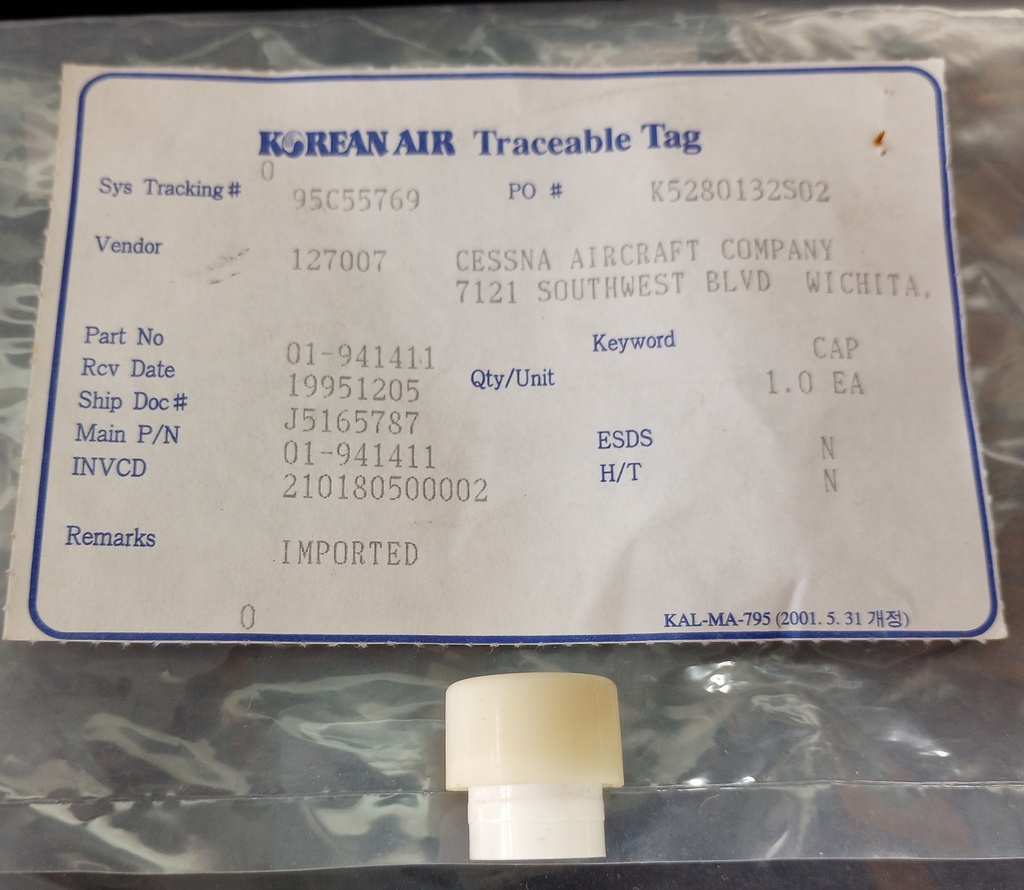 KOREAN AIR Traceable Tag
0
Sys Tracking # 95C55769 PO # K5280132S02
Vendor 127007 CESSNA AIRCRAFT COMPANY
7121 SOUTHWEST BLVD WICHITA,
Part No 01-941411 Keyword CAP
Rcv Date 19951205 Qty/Unit 1.0 EA
Ship Doc# J5165787
Main P/N 01-941411 ESDS N
INVCD 210180500002 H/T N
Remarks IMPORTED
0
KAL-MA-795 (2001. 5. 31 개정)